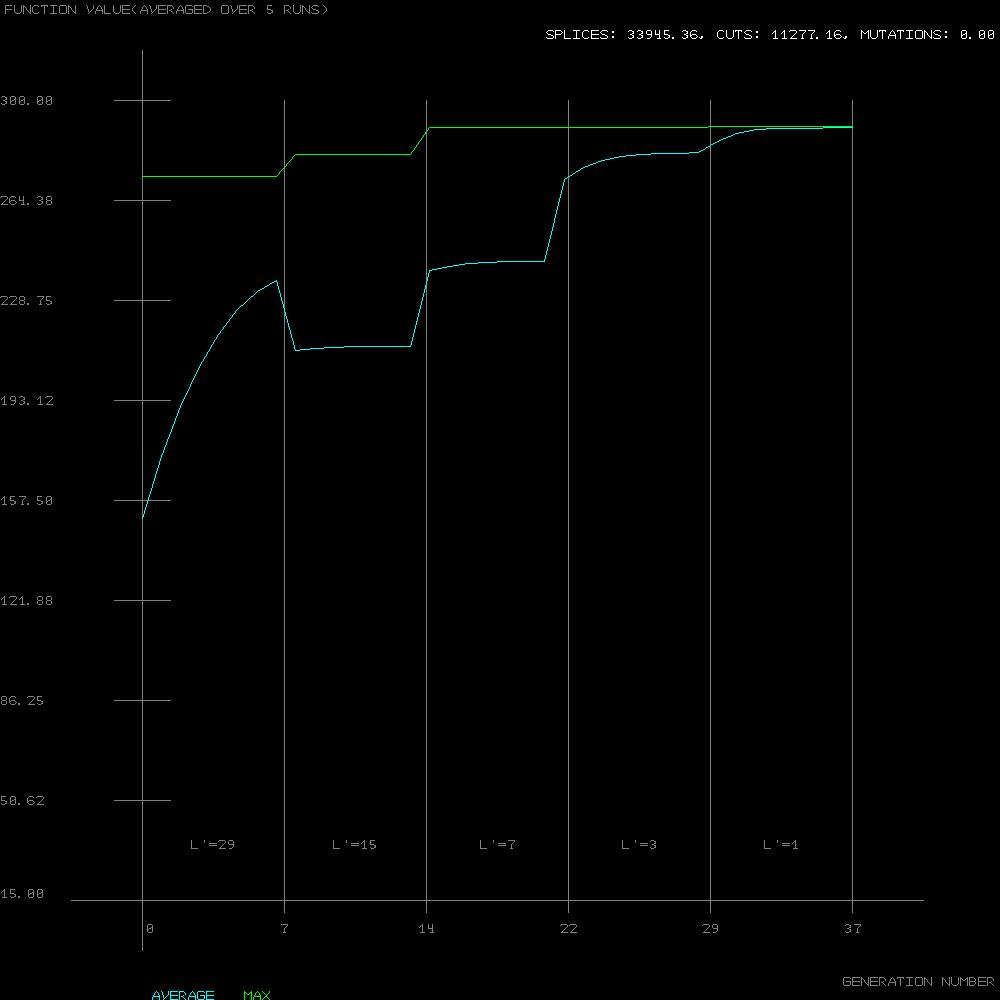 FUNCTION VALUE(AVERAGED OVER 5 RUNS)
SPLICES: 33945.36, CUTS: 11277.16, MUTATIONS: 0.00
300.00
264.38
228.75
193.12
157.50
121.88
86.25
50.62
L'=29 L'=15 L'=7 L'=3 L'=1
15.00
0 7 14 22 29 37
GENERATION NUMBER
AVERAGE MAX